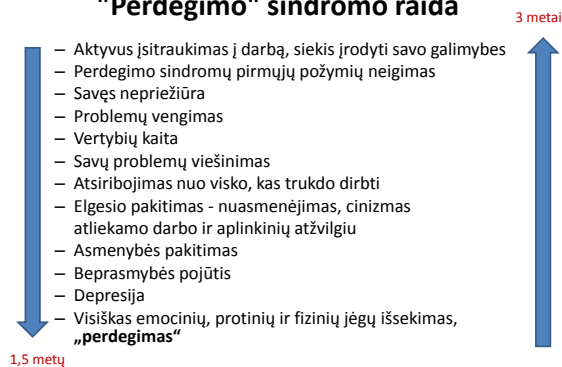 "Perdegimo" sindromo raida
3 metai
– Aktyvus įsitraukimas į darbą, siekis įrodyti savo galimybes
– Perdegimo sindromų pirmųjų požymių neigimas
– Savęs nepriežiūra
– Problemų vengimas
– Vertybių kaita
– Savų problemų viešinimas
– Atsiribojimas nuo visko, kas trukdo dirbti
– Elgesio pakitimas - nuasmenėjimas, cinizmas
atliekamo darbo ir aplinkinių atžvilgiu
– Asmenybės pakitimas
– Beprasmybės pojūtis
– Depresija
– Visiškas emocinių, protinių ir fizinių jėgų išsekimas,
„perdegimas“
1,5 metų